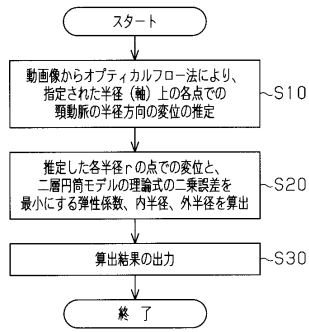 スタート
動画像からオプティカルフロー法により、
指定された半径(軸)上の各点での
頸動脈の半径方向の変位の推定
S10
推定した各半径rの点での変位と、
二層円筒モデルの理論式の二乗誤差を
最小にする弾性係数、内半径、外半径を算出
S20
算出結果の出力
S30
終了